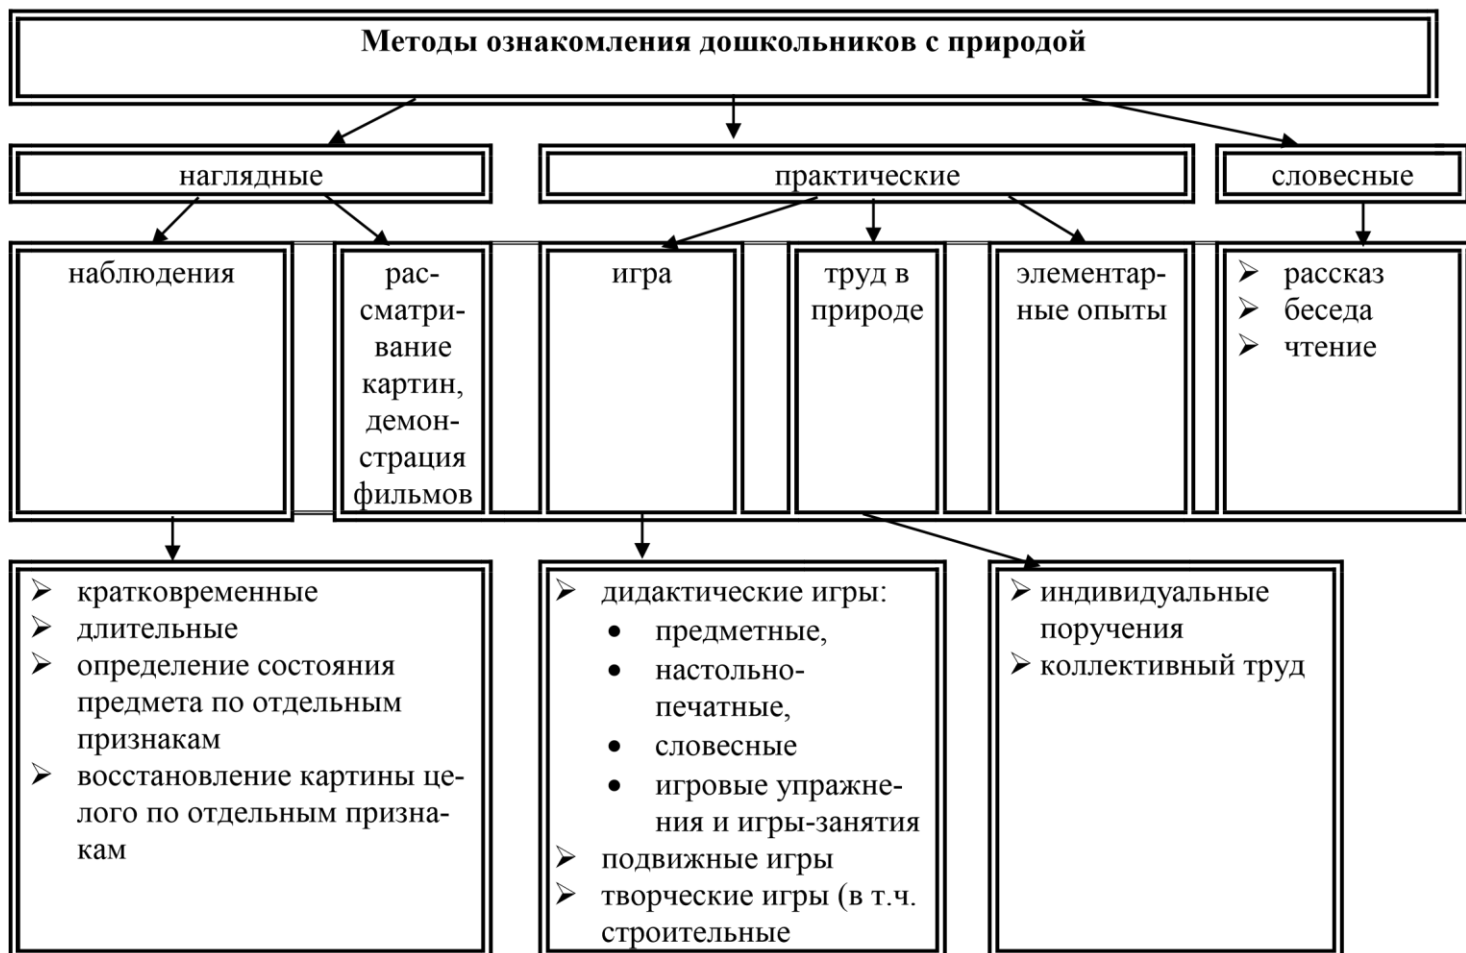 Методы ознакомления дошкольников с природой
наглядные
практические
словесные
наблюдения
рас-
сматри-
вание
картин,
демон-
страция
фильмов
игра
труд в
природе
элементар-
ные опыты
➢ рассказ
➢ беседа
➢ чтение
➢ кратковременные
➢ длительные
➢ определение состояния
предмета по отдельным
признакам
➢ восстановление картины це-
лого по отдельным призна-
кам
➢ дидактические игры:
• предметные,
• настольно-
печатные,
• словесные
• игровые упражне-
ния и игры-занятия
➢ подвижные игры
➢ творческие игры (в т.ч.
строительные
➢ индивидуальные
поручения
➢ коллективный труд